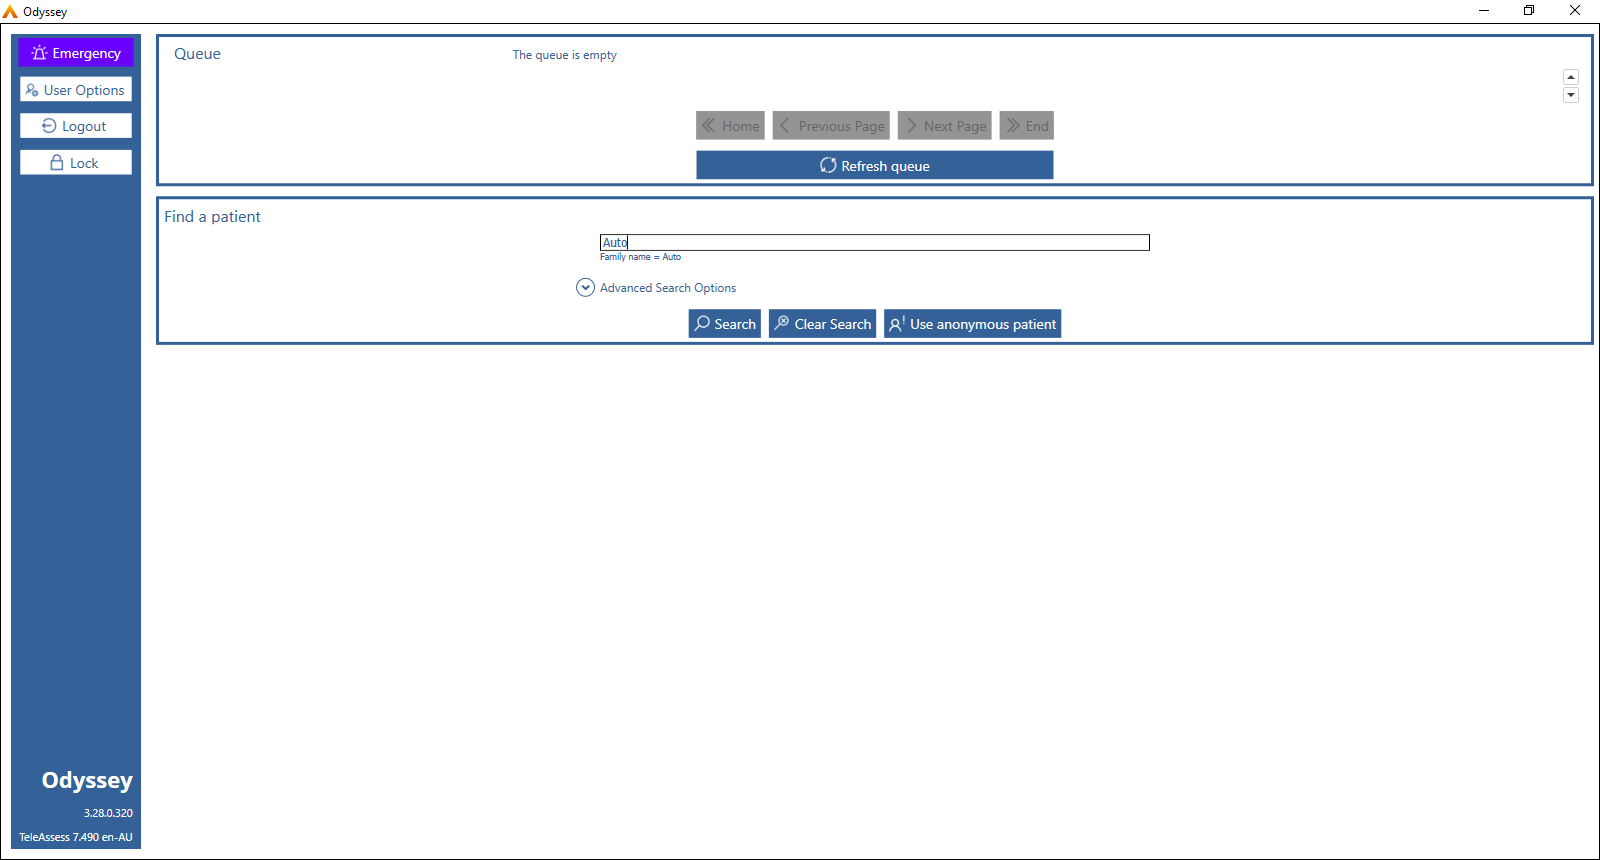 Odyssey
Emergency
User Options
Logout
Lock
Queue
The queue is empty
Home
Previous Page
Next Page
End
Refresh queue
Find a patient
Auto
Family name = Auto
Advanced Search Options
Search
Clear Search
Use anonymous patient
Odyssey
3.28.0.320
TeleAssess 7.490 en-AU